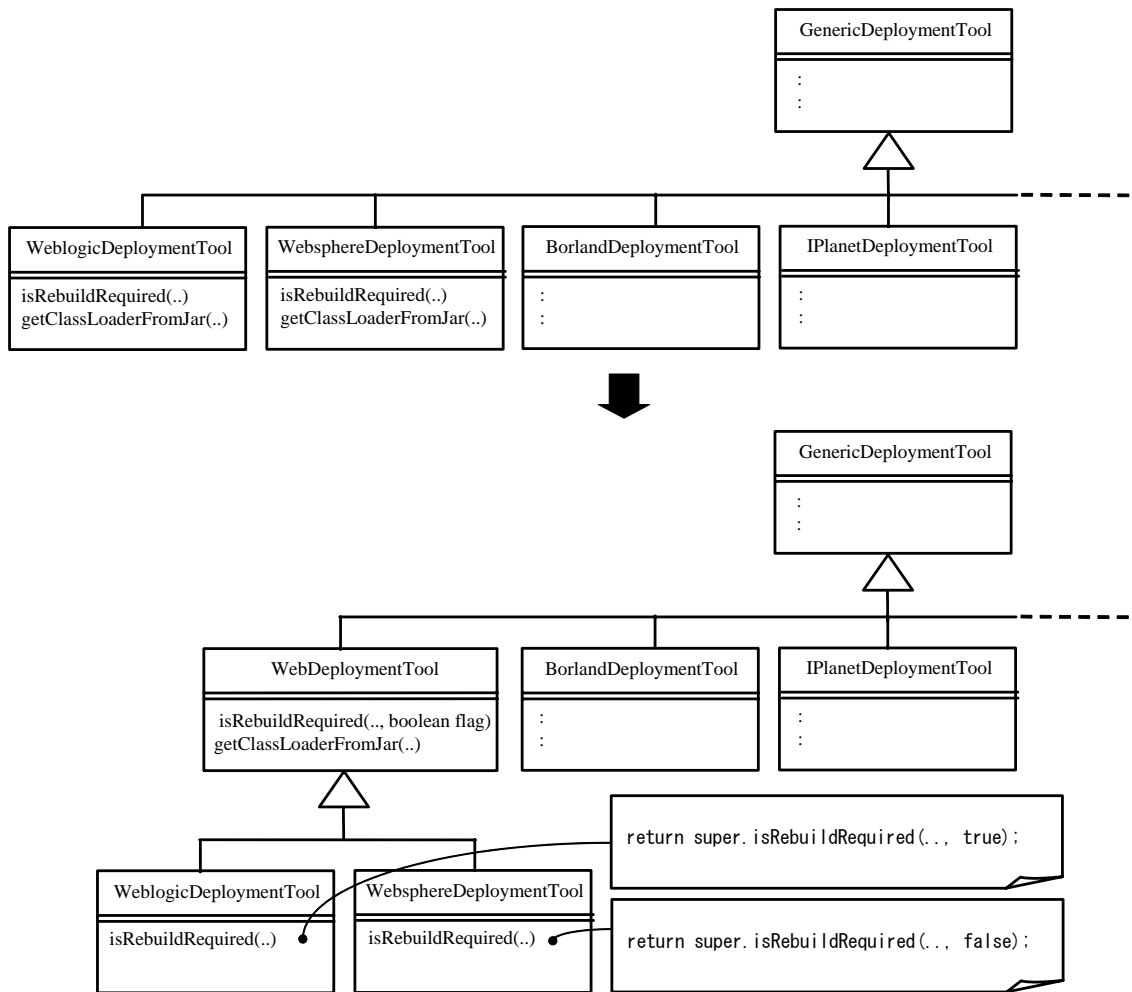 GenericDeploymentTool
:
:
WeblogicDeploymentTool
isRebuildRequired(..)
getClassLoaderFromJar(..)
WebsphereDeploymentTool
isRebuildRequired(..)
getClassLoaderFromJar(..)
BorlandDeploymentTool
:
:
IPlanetDeploymentTool
:
:
GenericDeploymentTool
:
:
WebDeploymentTool
isRebuildRequired(.., boolean flag)
getClassLoaderFromJar(..)
BorlandDeploymentTool
:
:
IPlanetDeploymentTool
:
:
WeblogicDeploymentTool
isRebuildRequired(..)
WebsphereDeploymentTool
isRebuildRequired(..)
return super.isRebuildRequired(.., true);
return super.isRebuildRequired(.., false);